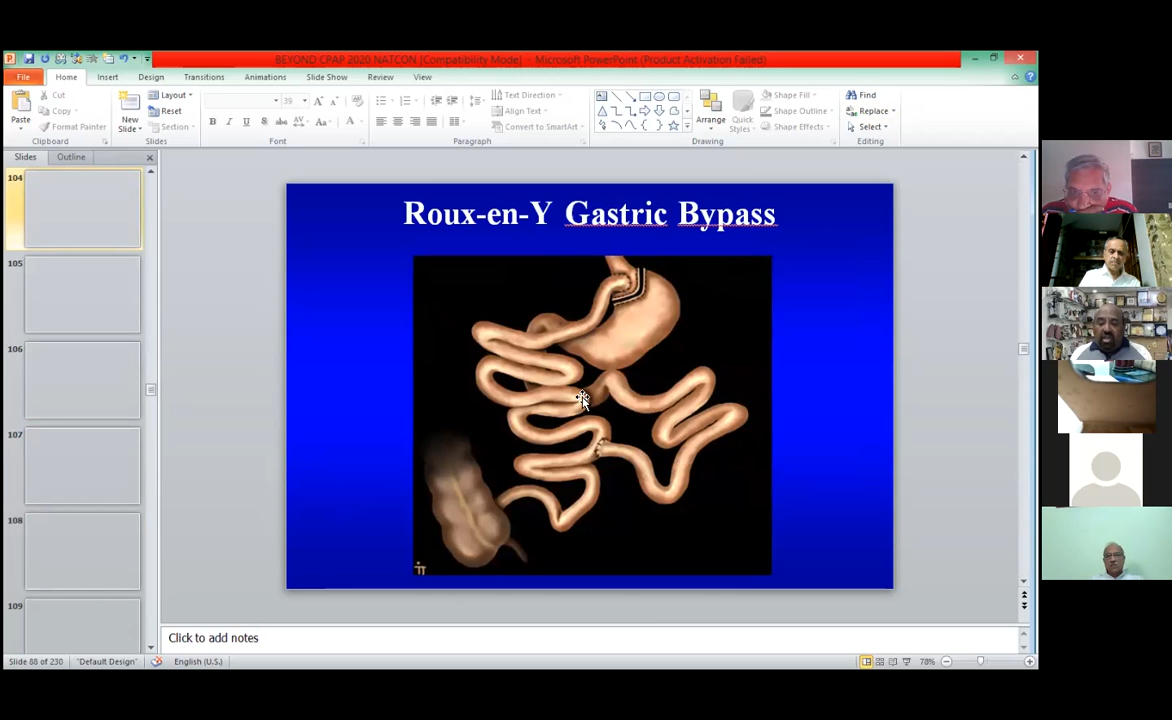 BEYOND CPAP 2020 NATCON [Compatibility Mode] - Microsoft PowerPoint (Product Activation Failed)
File Home Insert Design Transitions Animations Slide Show Review View
Paste
Cut
Copy
Format Painter
Clipboard
New Slide
Layout
Reset
Section
Slides
39
B I U S abc AV Aa A
Font
Text Direction
Align Text
Convert to SmartArt
Paragraph
Arrange
Quick Styles
Shape Fill
Shape Outline
Shape Effects
Drawing
Find
Replace
Select
Editing
Slides Outline
104
105
106
107
108
109
Roux-en-Y Gastric Bypass
Click to add notes
Slide 88 of 230 "Default Design" English (U.S.) 78%